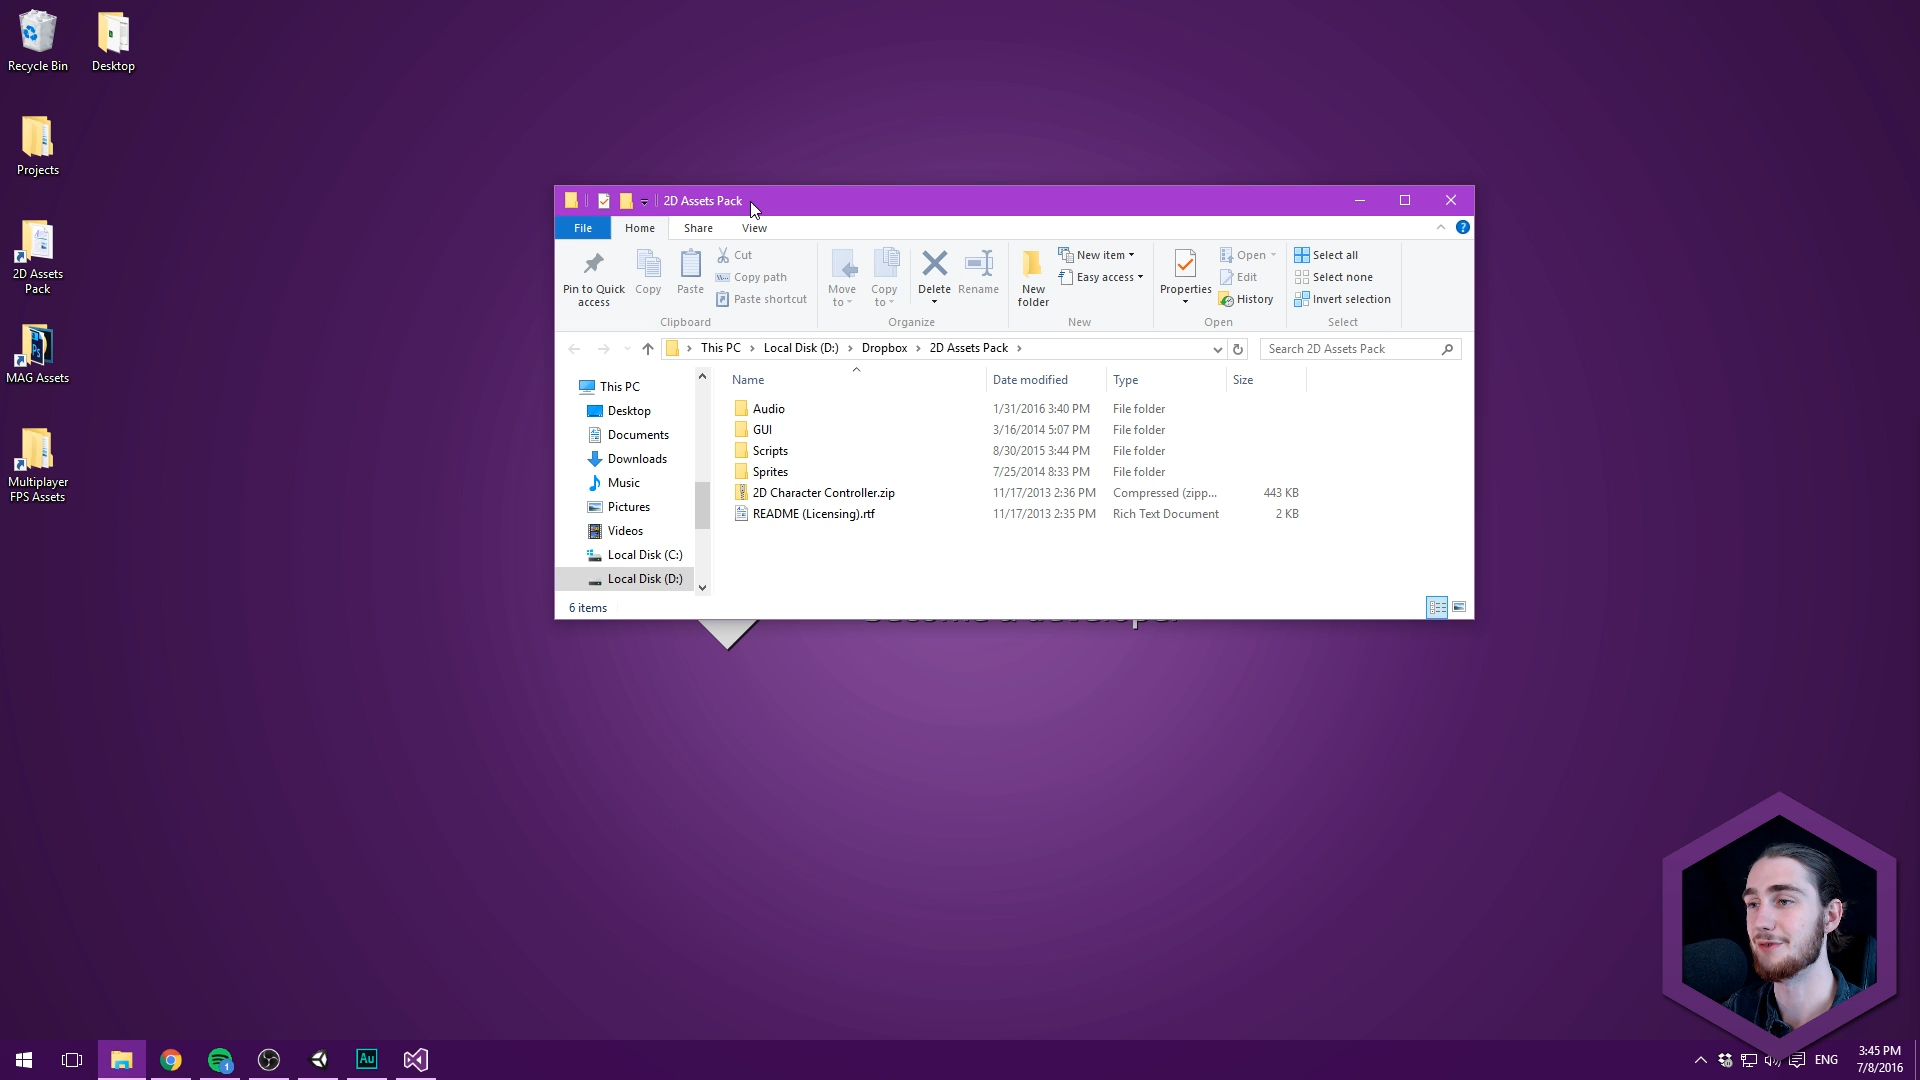 Recycle Bin
Desktop
Projects
2D Assets
Pack
MAG Assets
Multiplayer
FPS Assets
2D Assets Pack
File Home Share View
Pin to Quick
access
Copy
Paste
Cut
Copy path
Paste shortcut
Clipboard
Move
to
Copy
to
Delete
Rename
Organize
New
folder
New item
Easy access
New
Properties
Open
Edit
History
Open
Select all
Select none
Invert selection
Select
This PC Local Disk (D:) Dropbox 2D Assets Pack
Search 2D Assets Pack
This PC
Desktop
Documents
Downloads
Music
Pictures
Videos
Local Disk (C:)
Local Disk (D:)
Name Date modified Type Size
Audio 1/31/2016 3:40 PM File folder
GUI 3/16/2014 5:07 PM File folder
Scripts 8/30/2015 3:44 PM File folder
Sprites 7/25/2014 8:33 PM File folder
2D Character Controller.zip 11/17/2013 2:36 PM Compressed (zipp... 443 KB
README (Licensing).rtf 11/17/2013 2:35 PM Rich Text Document 2 KB
6 items
Ps
Au
1
ENG
3:45 PM
7/8/2016